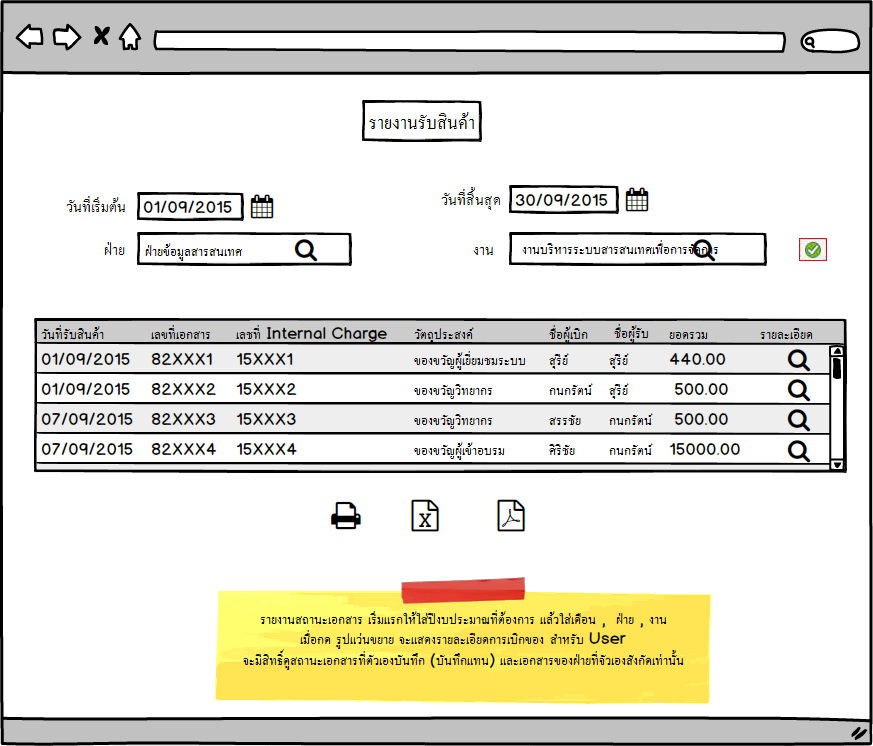 รายงานรับสินค้า
วันที่เริ่มต้น 01/09/2015 วันที่สิ้นสุด 30/09/2015
ฝ่าย ฝ่ายข้อมูลสารสนเทศ งาน งานบริหารระบบสารสนเทศเพื่อการจัดการ
วันที่รับสินค้า เลขที่เอกสาร เลขที่ Internal Charge วัตถุประสงค์ ชื่อผู้เบิก ชื่อผู้รับ ยอดรวม รายละเอียด
01/09/2015 82XXX1 15XXX1 ของขวัญผู้เยี่ยมชมระบบ สุรีย์ สุรีย์ 440.00
01/09/2015 82XXX2 15XXX2 ของขวัญวิทยากร กนกรัตน์ สุรีย์ 500.00
07/09/2015 82XXX3 15XXX3 ของขวัญวิทยากร สรรชัย กนกรัตน์ 500.00
07/09/2015 82XXX4 15XXX4 ของขวัญผู้เข้าอบรม ศิริชัย กนกรัตน์ 15000.00
X
รายงานสถานะเอกสาร เริ่มแรกให้ใส่ปีงบประมาณที่ต้องการ แล้วใส่เดือน , ฝ่าย , งาน
เมื่อกด รูปแว่นขยาย จะแสดงรายละเอียดการเบิกของ สำหรับ User
จะมีสิทธิ์ดูสถานะเอกสารที่ตัวเองบันทึก (บันทึกแทน) และเอกสารของฝ่ายที่จัวเองสังกัดเท่านั้น